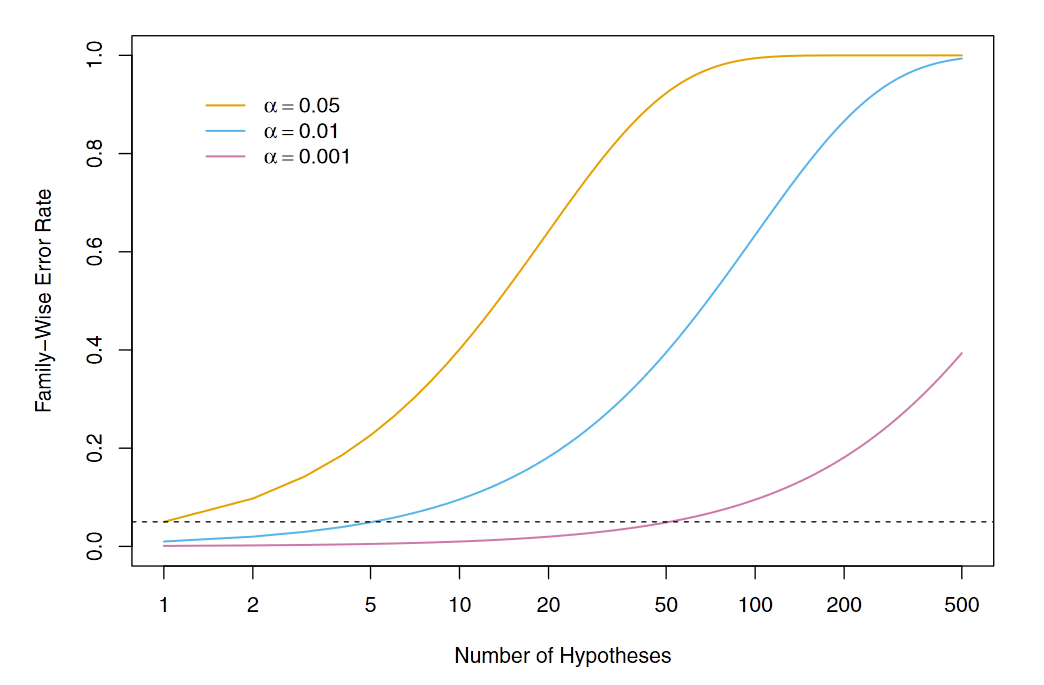 α = 0.05
α = 0.01
α = 0.001
Family−Wise Error Rate
1.0
0.8
0.6
0.4
0.2
0.0
1 2 5 10 20 50 100 200 500
Number of Hypotheses